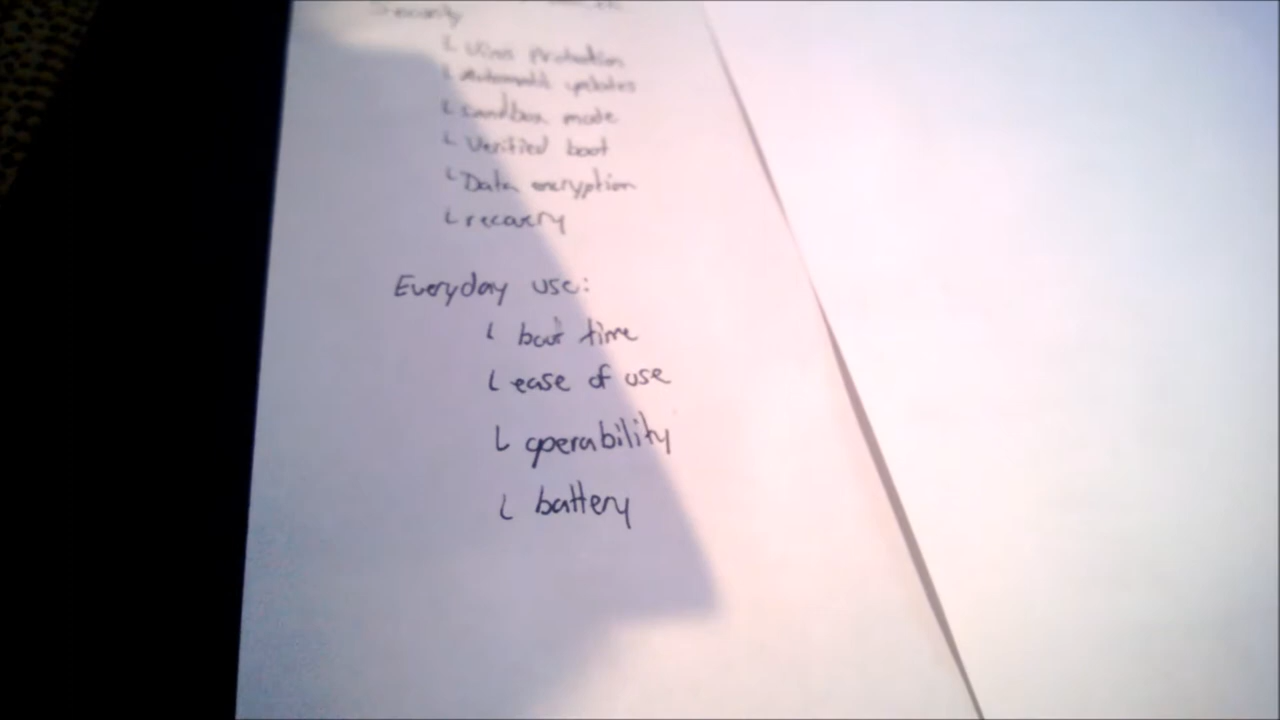 Security
└ Virus protection
└ Automatic updates
└ Sandbox mode
└ Verified boot
└ Data encryption
└ recovery
Everyday use:
└ boot time
└ ease of use
└ operability
└ battery